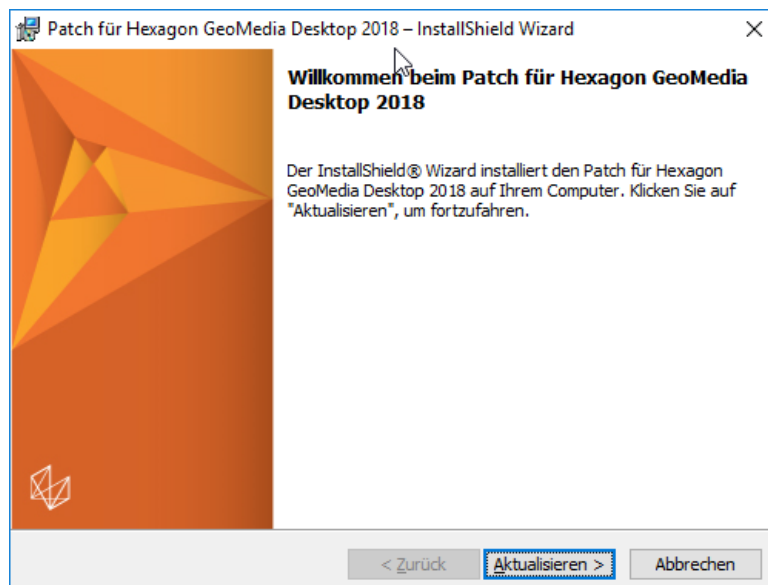 Patch für Hexagon GeoMedia Desktop 2018 – InstallShield Wizard
Willkommen beim Patch für Hexagon GeoMedia
Desktop 2018
Der InstallShield® Wizard installiert den Patch für Hexagon
GeoMedia Desktop 2018 auf Ihrem Computer. Klicken Sie auf
"Aktualisieren", um fortzufahren.
< Zurück
Aktualisieren >
Abbrechen